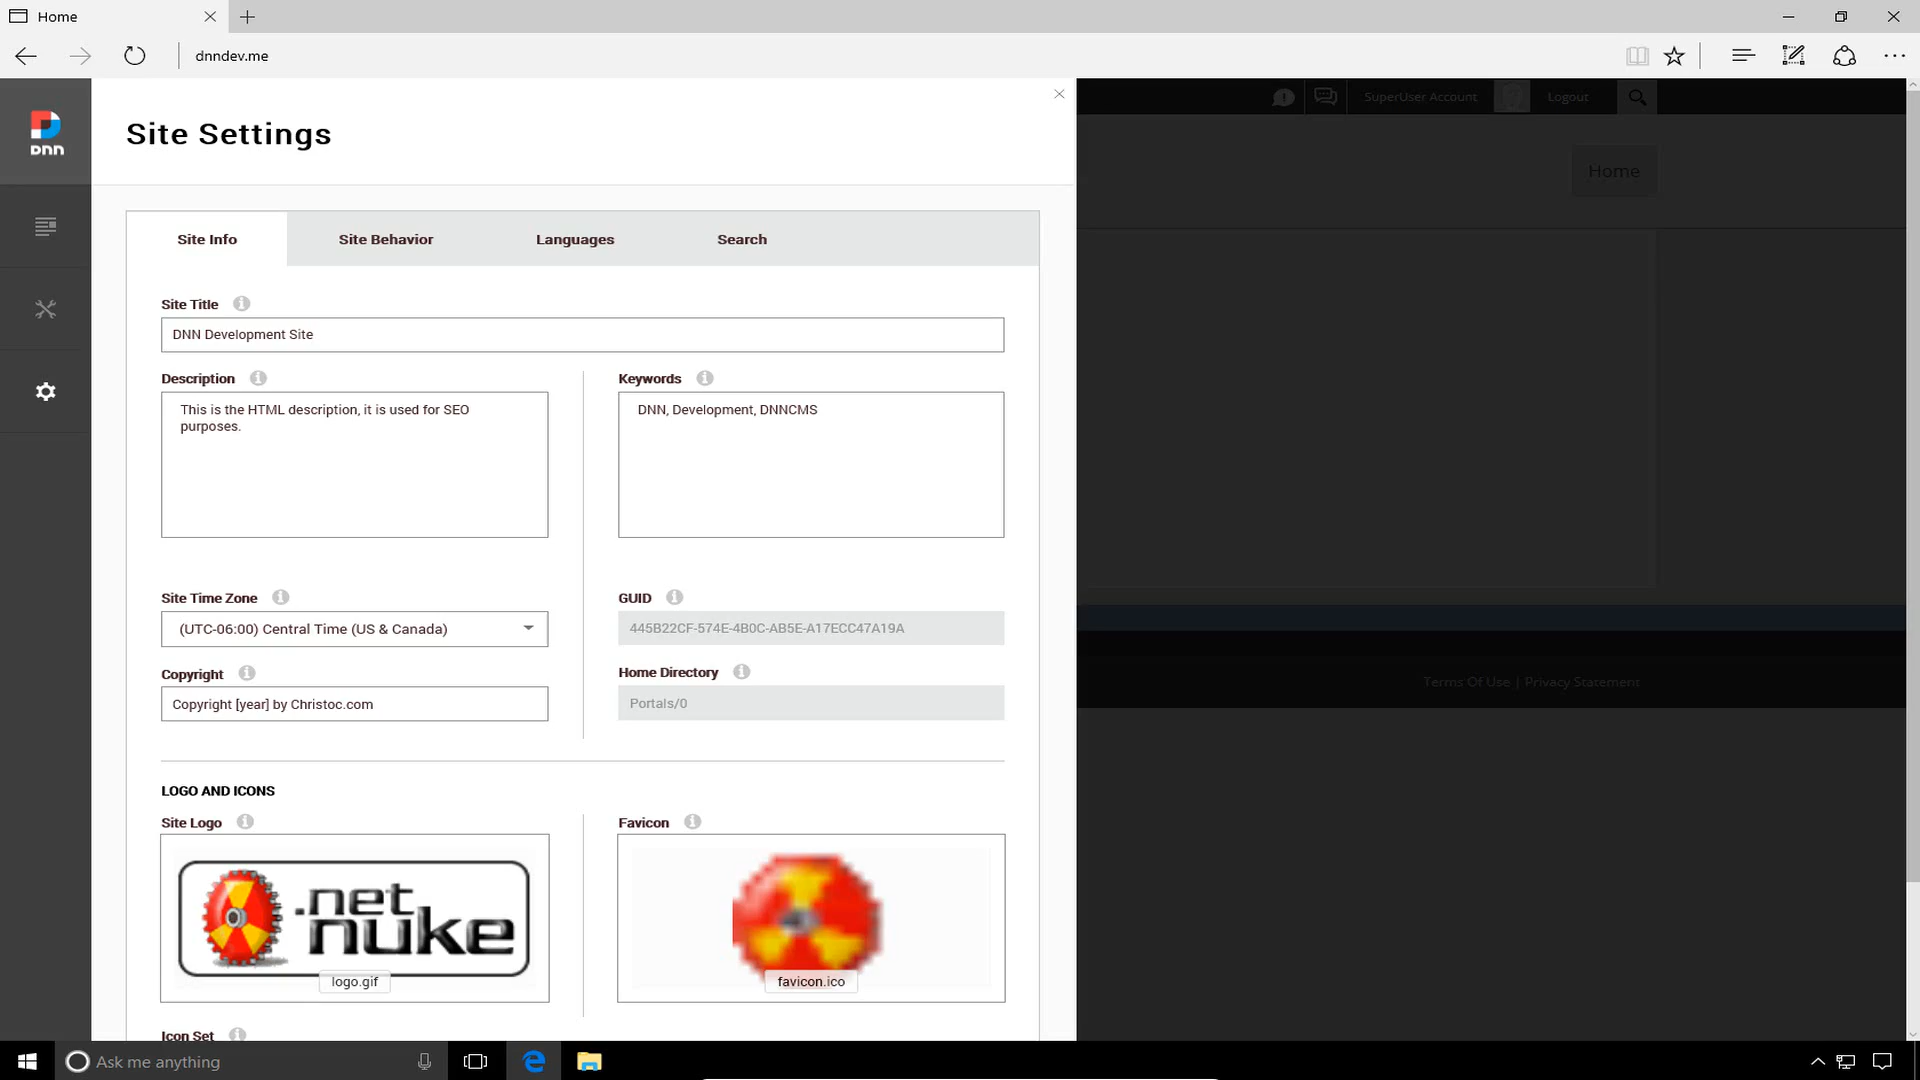 Home
dnndev.me
Dnn
Site Settings
SuperUser Account
Logout
Home
Site Info
Site Behavior
Languages
Search
Site Title
DNN Development Site
Description
Keywords
This is the HTML description, it is used for SEO
purposes.
DNN, Development, DNNCMS
Site Time Zone
GUID
(UTC-06:00) Central Time (US & Canada)
445B22CF-574E-4B0C-AB5E-A17ECC47A19A
Copyright
Home Directory
Copyright [year] by Christoc.com
Portals/0
Terms Of Use | Privacy Statement
LOGO AND ICONS
Site Logo
Favicon
.net
nuke
logo.gif
favicon.ico
Icon Set
Ask me anything